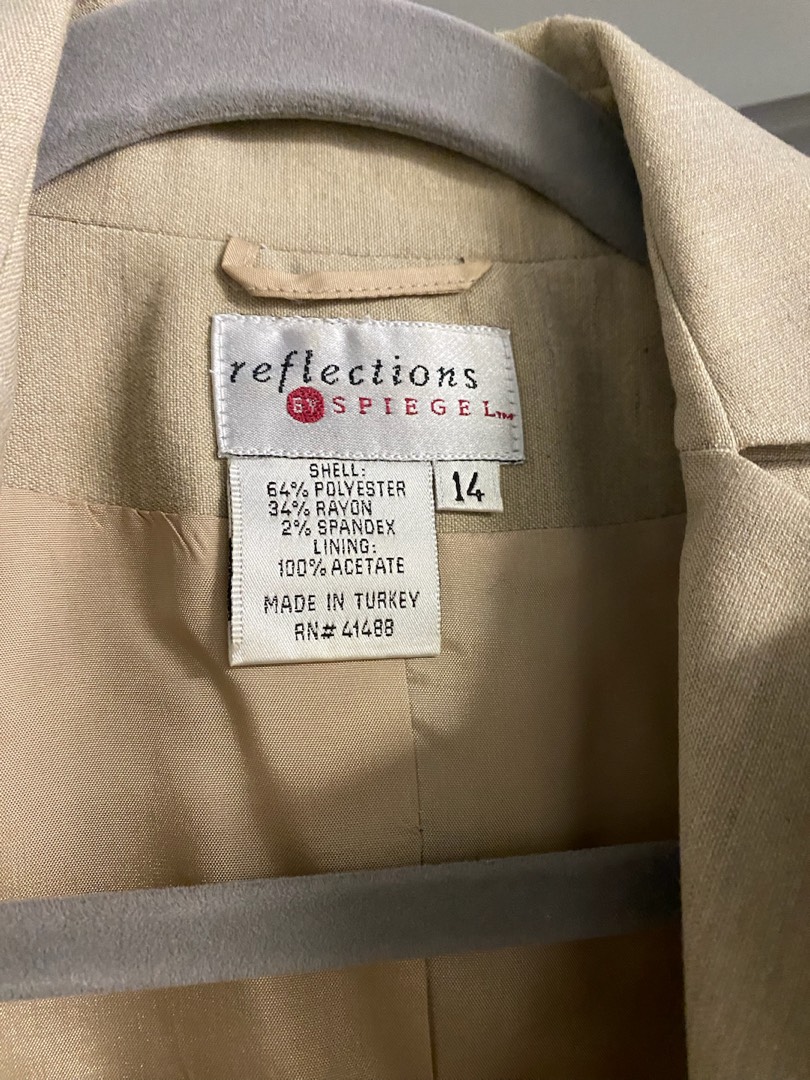 reflections
BY SPIEGEL™
SHELL:
64% POLYESTER
34% RAYON
2% SPANDEX
LINING:
100% ACETATE
MADE IN TURKEY
RN# 41488
14